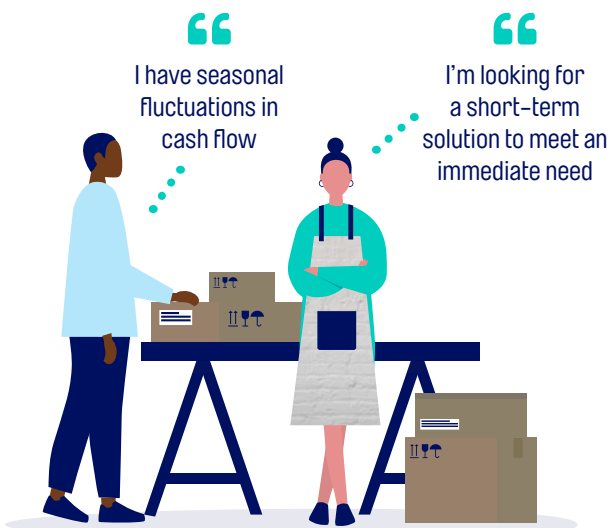 I have seasonal
fluctuations in
cash flow
I'm looking for
a short-term
solution to meet an
immediate need